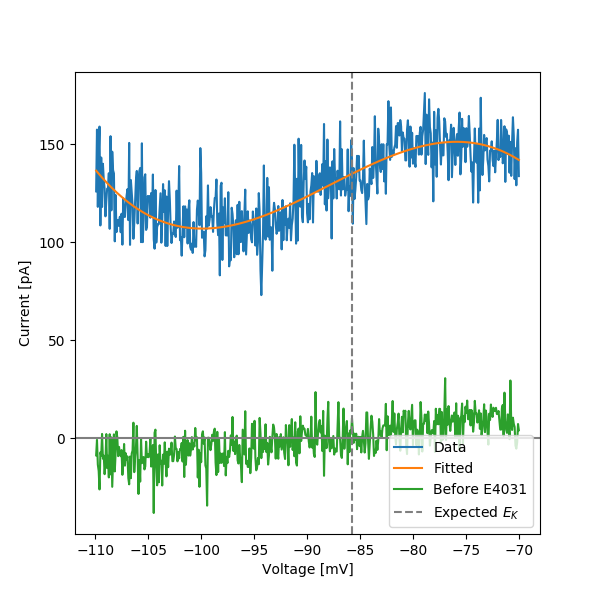 150
100
50
0
Current [pA]
−110
−105
−100
−95
−90
−85
−80
−75
−70
Voltage [mV]
Data
Fitted
Before E4031
Expected E_K